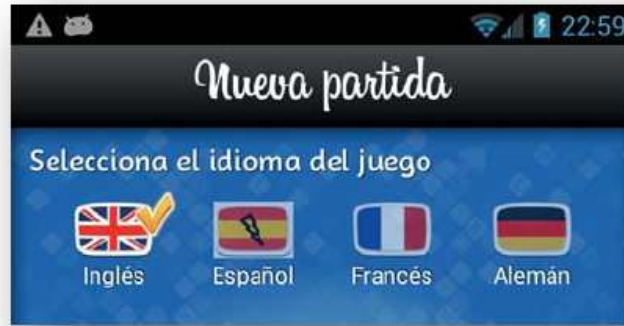 22:59
Nueva partida
Selecciona el idioma del juego
Inglés Español Francés Alemán